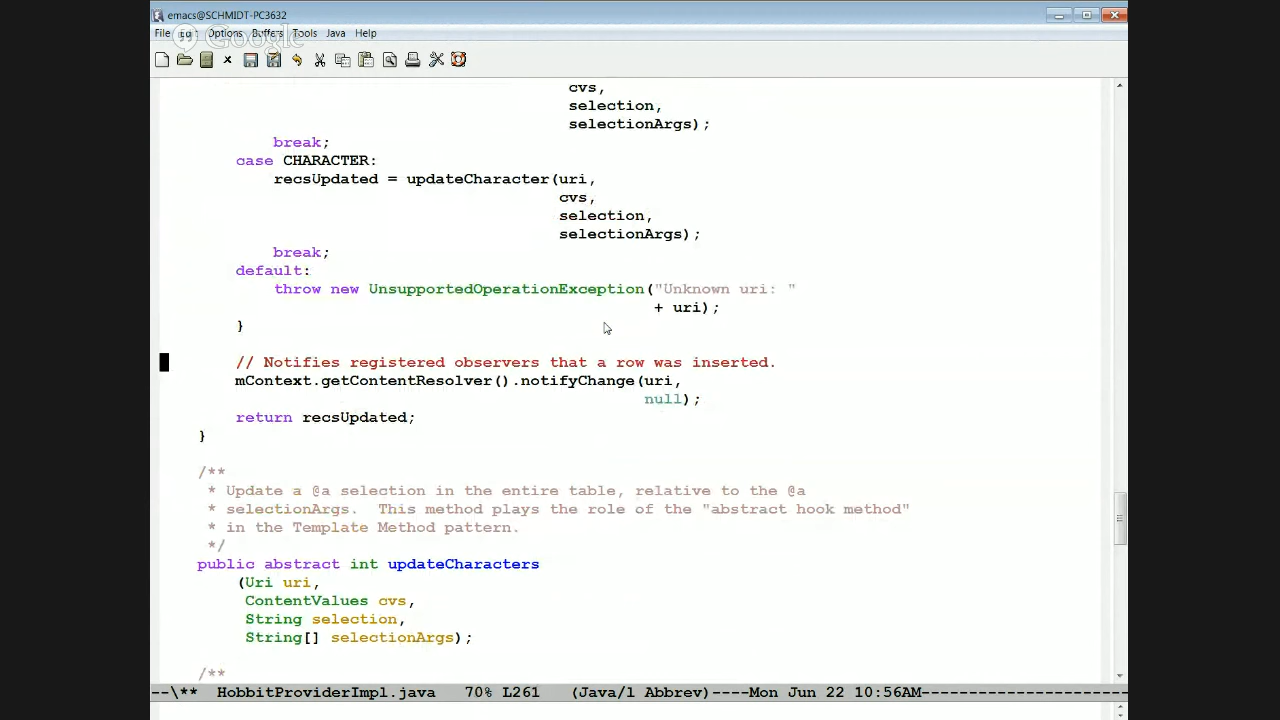 emacs@SCHMIDT-PC3632
File Options Buffers Tools Java Help
Google
cvs,
selection,
selectionArgs);
break;
case CHARACTER:
recsUpdated = updateCharacter(uri,
cvs,
selection,
selectionArgs);
break;
default:
throw new UnsupportedOperationException("Unknown uri: "
+ uri);
}
// Notifies registered observers that a row was inserted.
mContext.getContentResolver().notifyChange(uri,
null);
return recsUpdated;
}
/**
* Update a @a selection in the entire table, relative to the @a
* selectionArgs.  This method plays the role of the "abstract hook method"
* in the Template Method pattern.
*/
public abstract int updateCharacters
(Uri uri,
ContentValues cvs,
String selection,
String[] selectionArgs);
/**
--\** HobbitProviderImpl.java 70% L261 (Java/l Abbrev)----Mon Jun 22 10:56AM----------------------